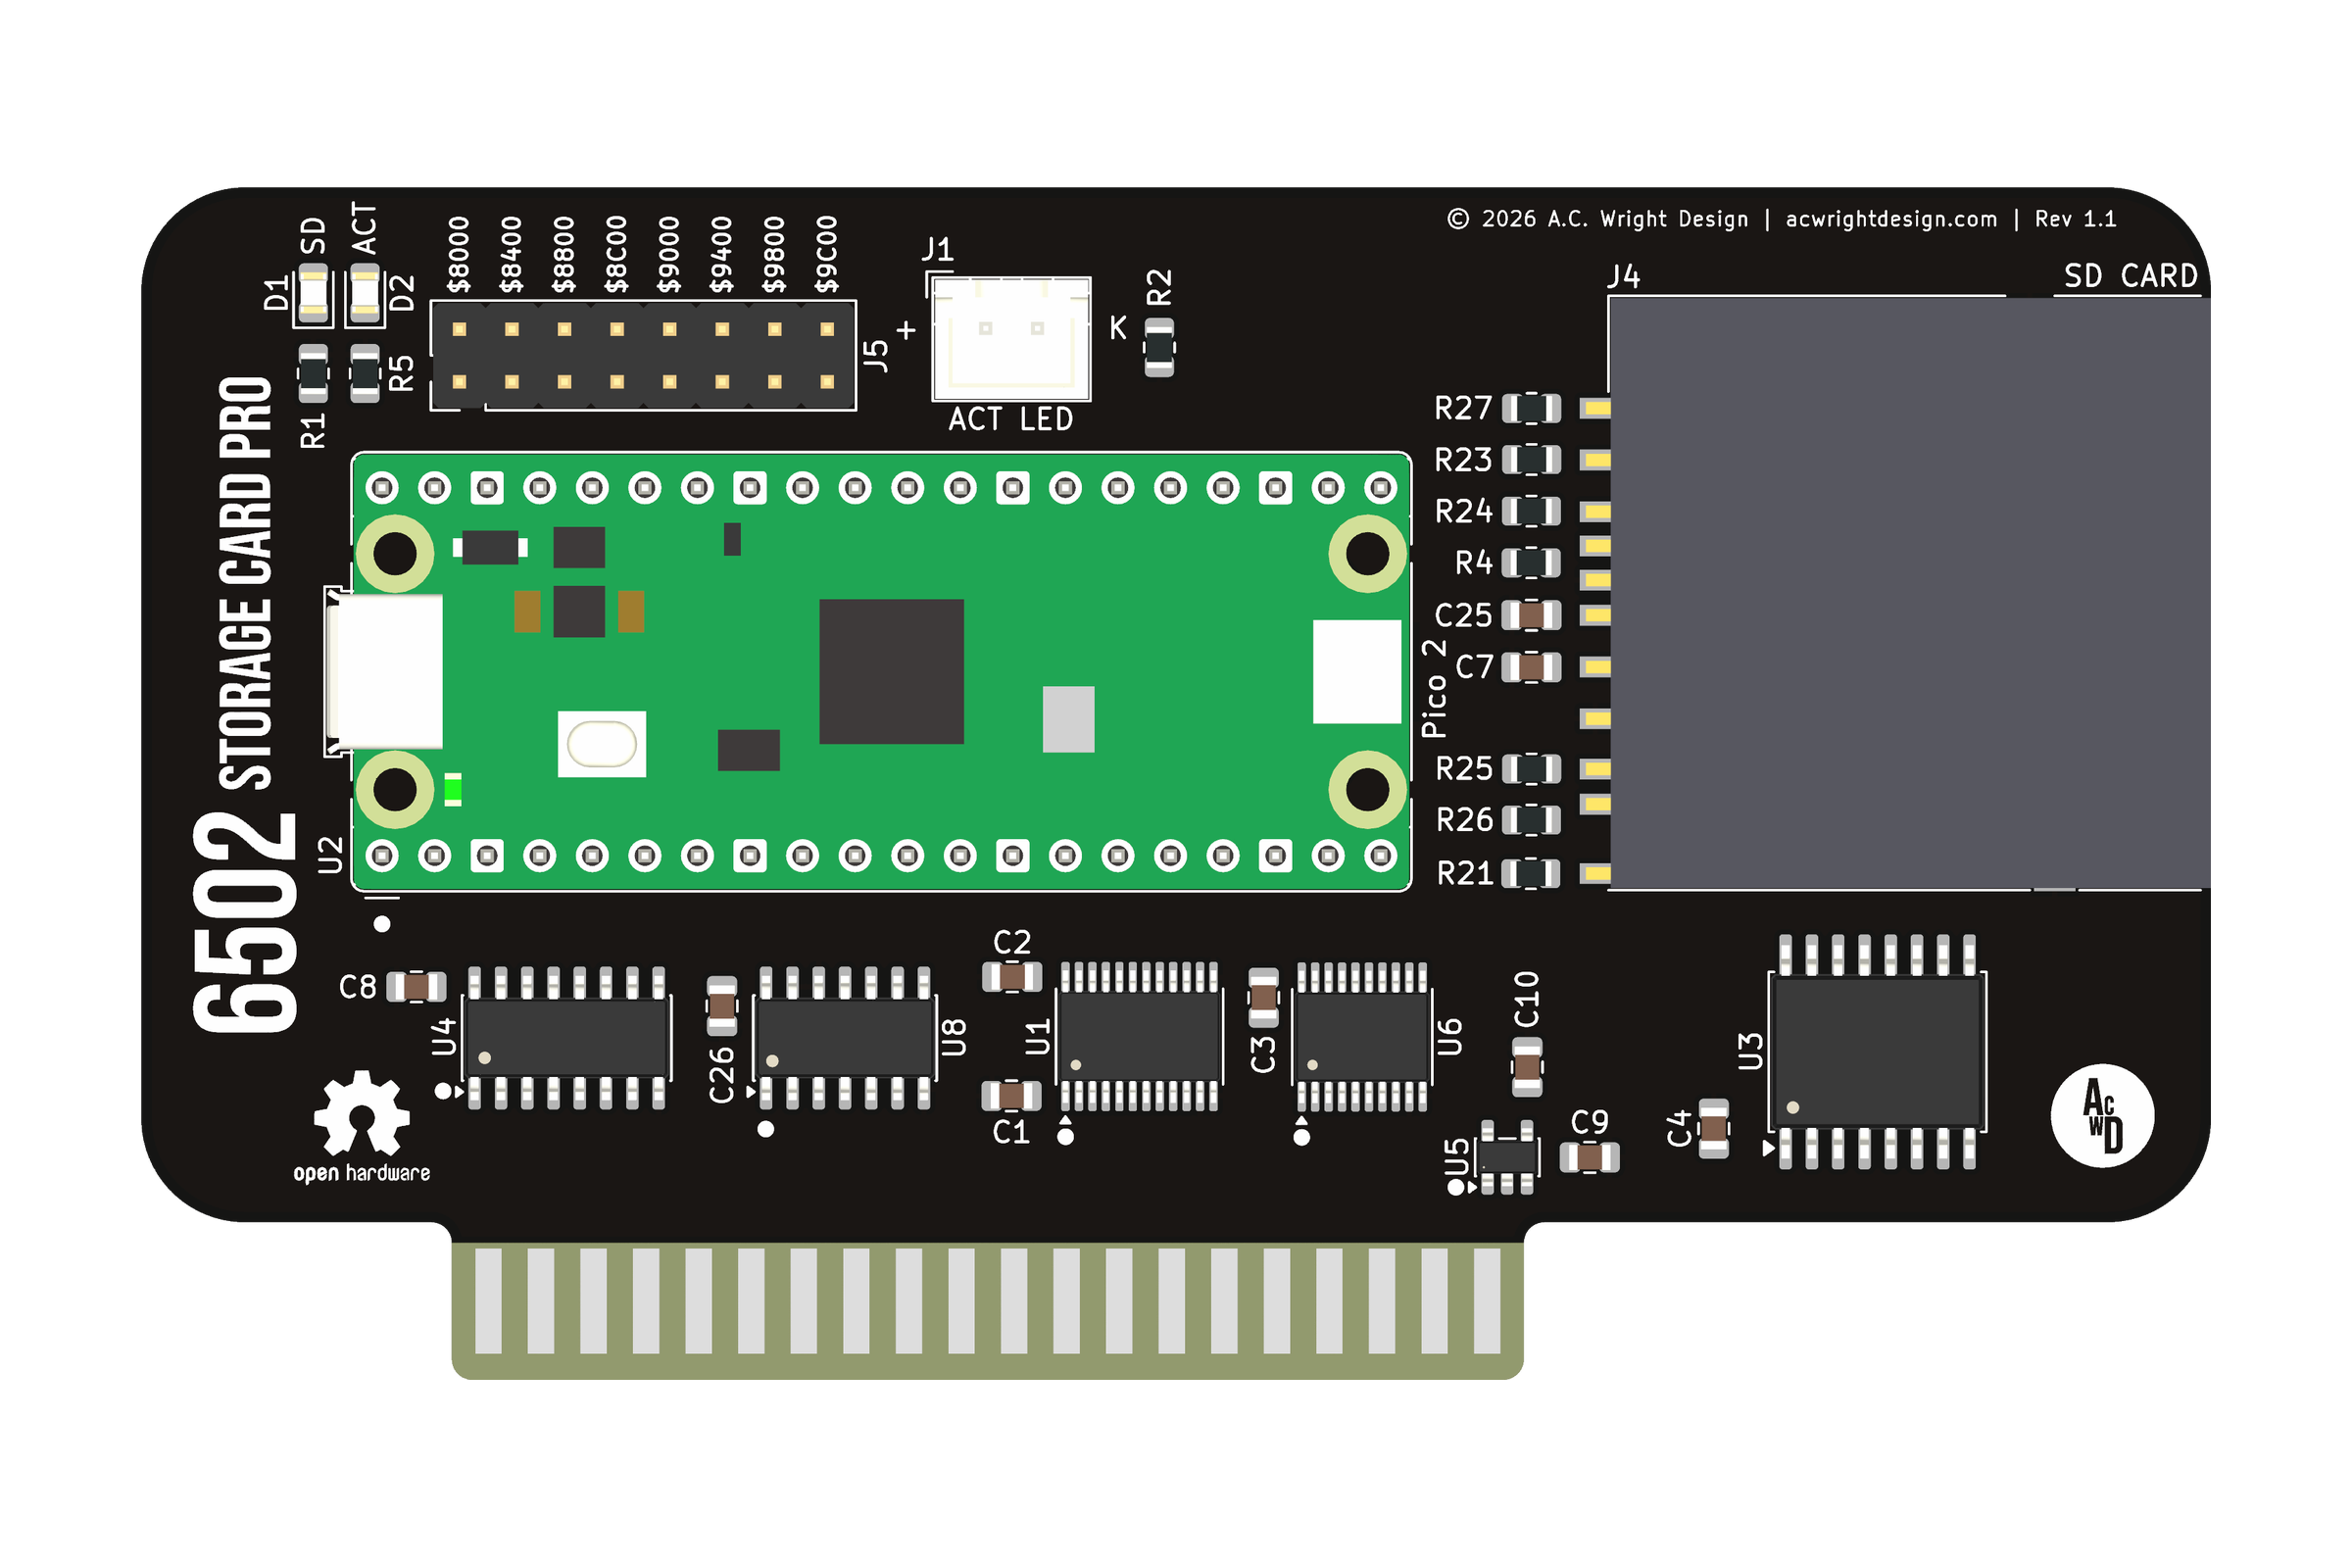 © 2026 A.C. Wright Design | acwrightdesign.com | Rev 1.1
SD
ACT
D1
D2
R1
R5
$8000
$8400
$8800
$8C00
$9000
$9400
$9800
$9C00
J5
J1
+
K
ACT LED
R2
J4
SD CARD
6502 STORAGE CARD PRO
U2
Pico 2
R27
R23
R24
R4
C25
C7
R25
R26
R21
C8
U4
C26
U8
C2
C1
U1
C3
U6
C10
U5
C9
C4
U3
open hardware
ACWD